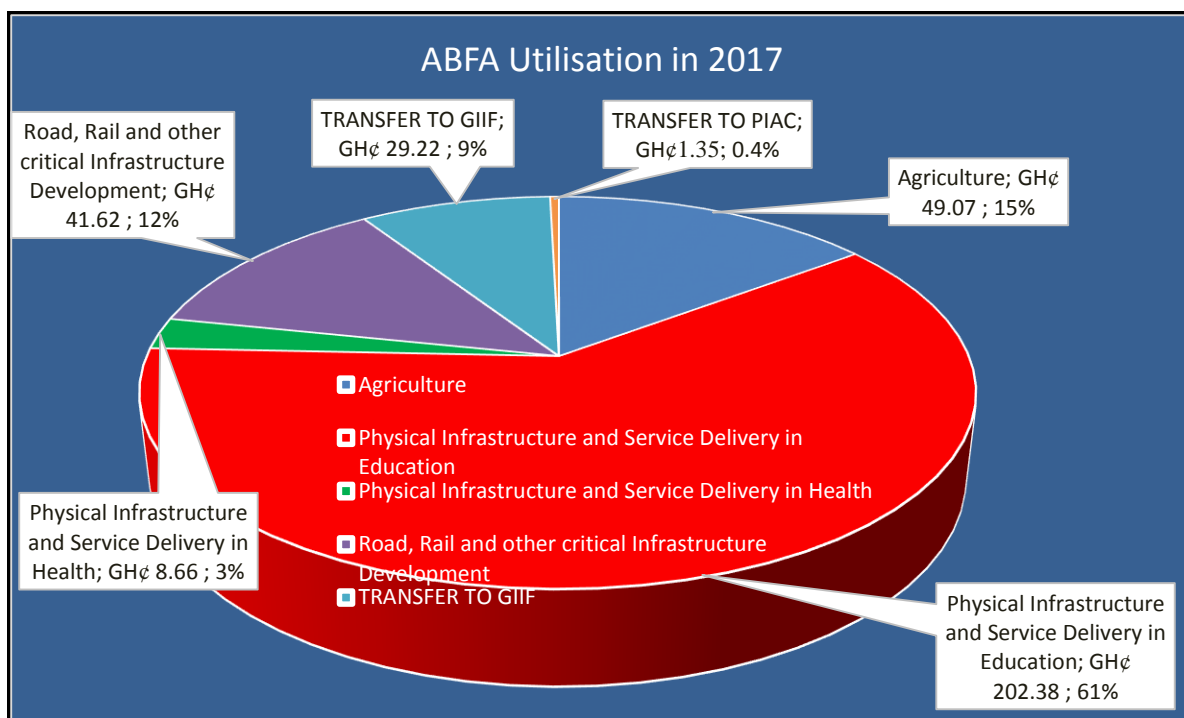 ABFA Utilisation in 2017
Road, Rail and other
critical Infrastructure
Development; GH₵
41.62 ; 12%
TRANSFER TO GIIF;
GH₵ 29.22 ; 9%
TRANSFER TO PIAC;
GH₵1.35; 0.4%
Agriculture; GH₵
49.07 ; 15%
Agriculture
Physical Infrastructure and Service Delivery in
Education
Physical Infrastructure and Service Delivery in Health
Road, Rail and other critical Infrastructure
Development
TRANSFER TO GIIF
Physical Infrastructure
and Service Delivery in
Health; GH₵ 8.66 ; 3%
Physical Infrastructure
and Service Delivery in
Education; GH₵
202.38 ; 61%